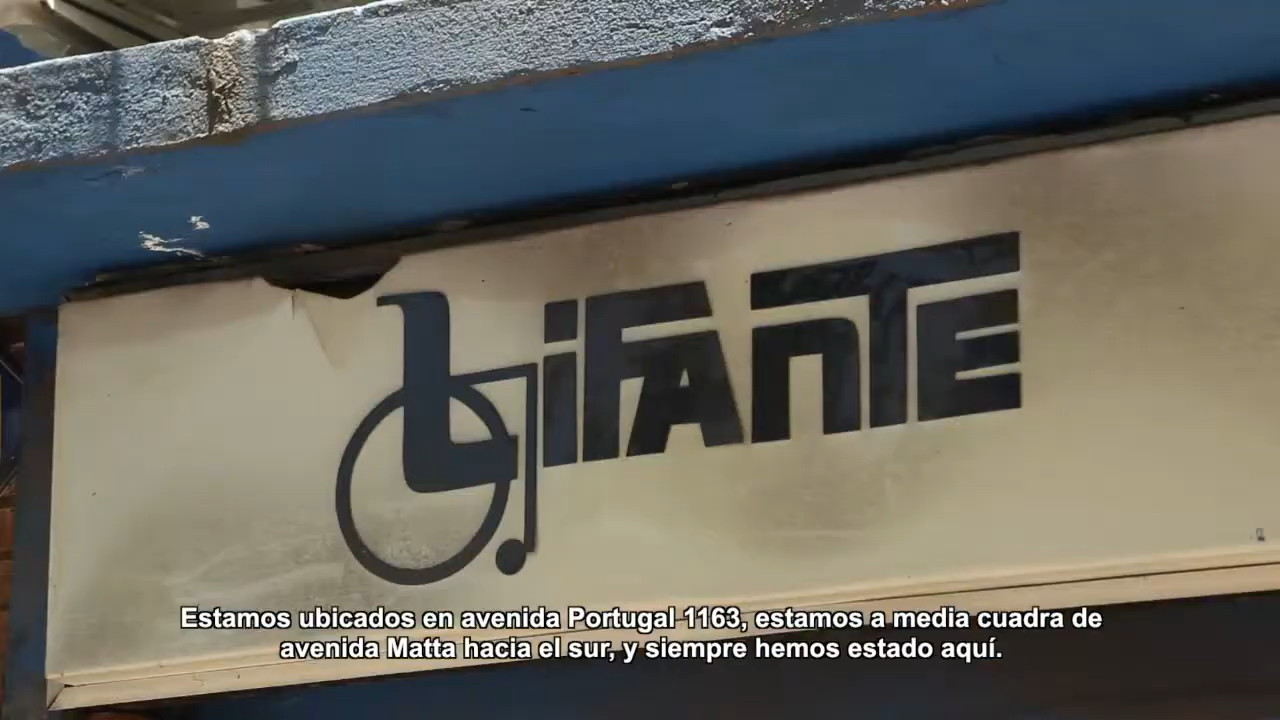 LiFANTE
Estamos ubicados en avenida Portugal 1163, estamos a media cuadra de
avenida Matta hacia el sur, y siempre hemos estado aquí.